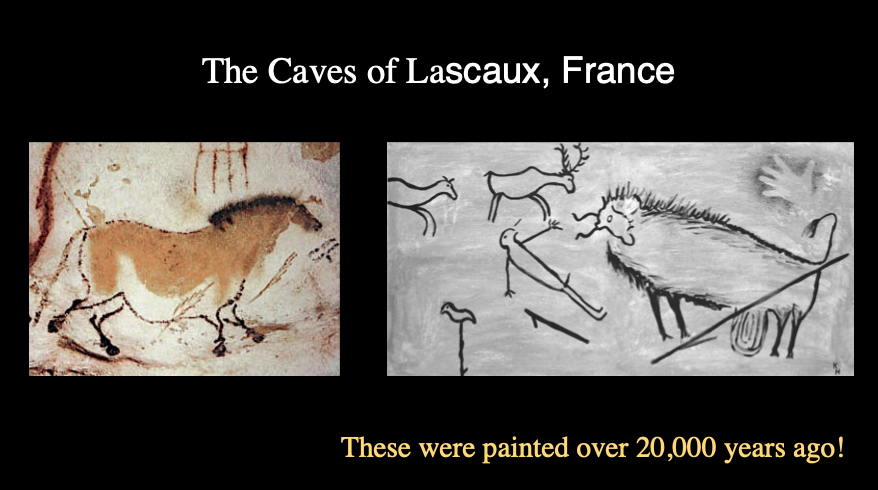 The Caves of Lascaux, France
These were painted over 20,000 years ago!